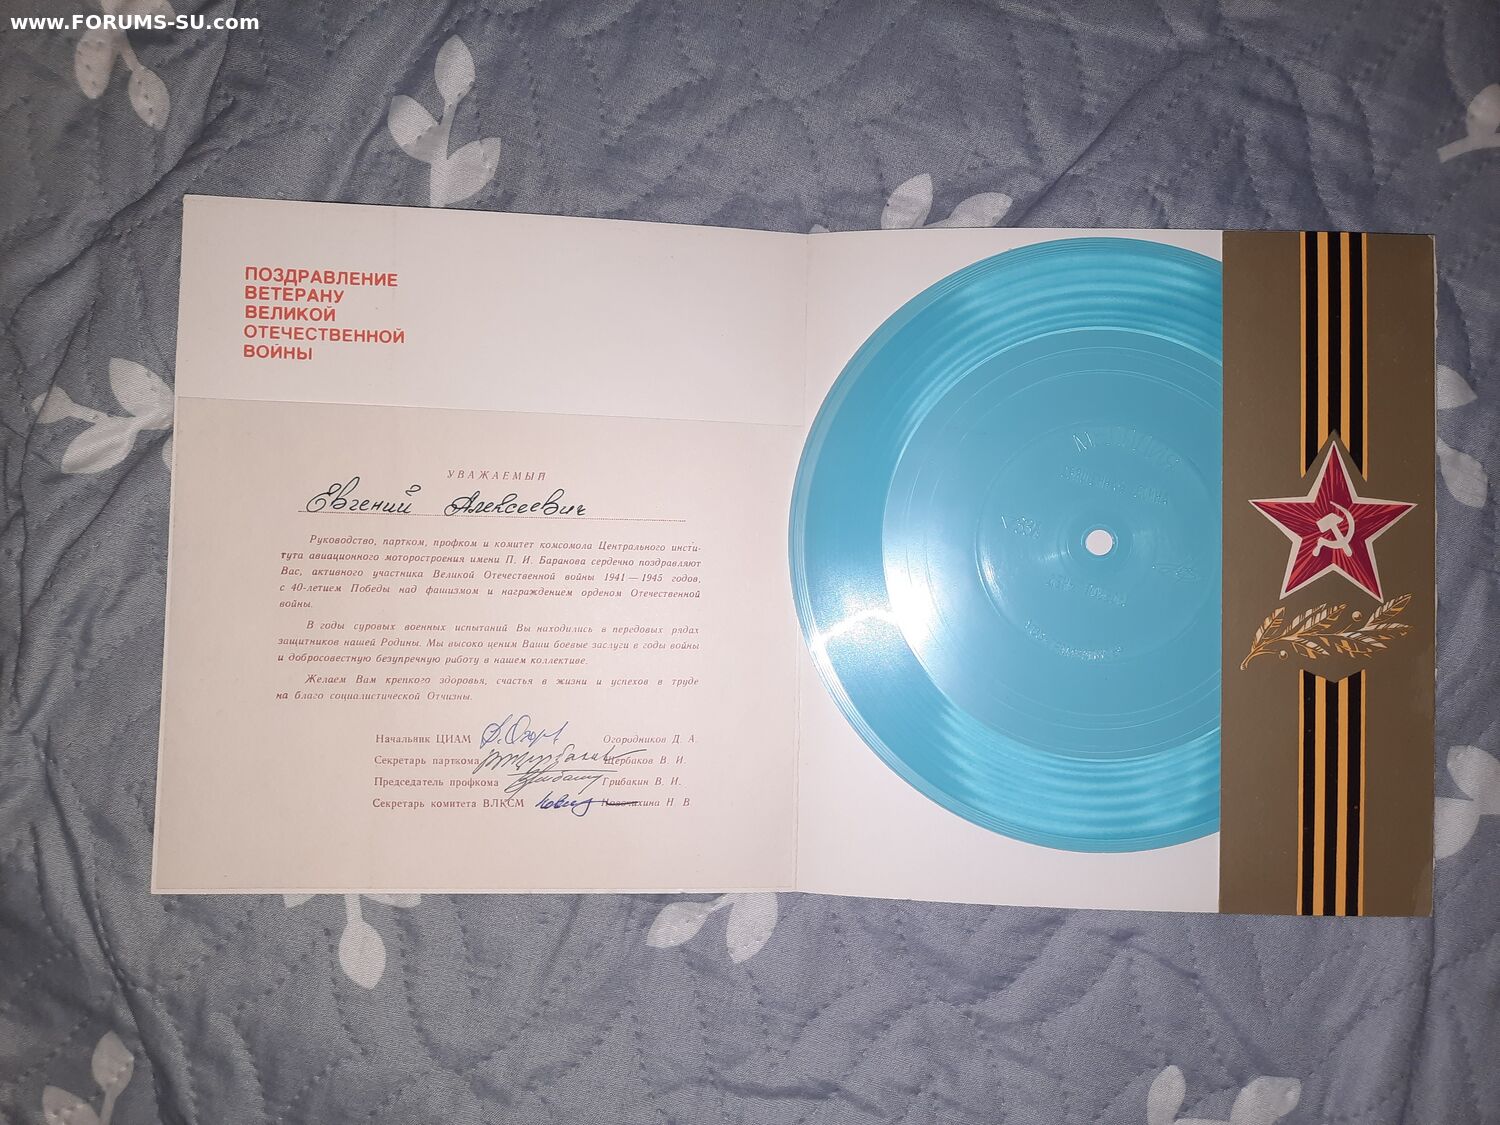 www.FORUMS-SU.com
ПОЗДРАВЛЕНИЕ
ВЕТЕРАНУ
ВЕЛИКОЙ
ОТЕЧЕСТВЕННОЙ
ВОЙНЫ
УВАЖАЕМЫЙ
Евгений Алексеевич
Руководство, партком, профком и комитет комсомола Центрального инсти-
тута авиационного моторостроения имени П. И. Баранова сердечно поздравляют
Вас, активного участника Великой Отечественной войны 1941 — 1945 годов,
с 40-летием Победы над фашизмом и награждением орденом Отечественной
войны.
В годы суровых военных испытаний Вы находились в передовых рядах
защитников нашей Родины. Мы высоко ценим Ваши боевые заслуги в годы войны
и добросовестную безупречную работу в нашем коллективе.
Желаем Вам крепкого здоровья, счастья в жизни и успехов в труде
на благо социалистической Отчизны.
Начальник ЦИАМ Огородников Д. А.
Секретарь парткома Щербаков В. И.
Председатель профкома Грибакин В. И.
Секретарь комитета ВЛКСМ Н. В